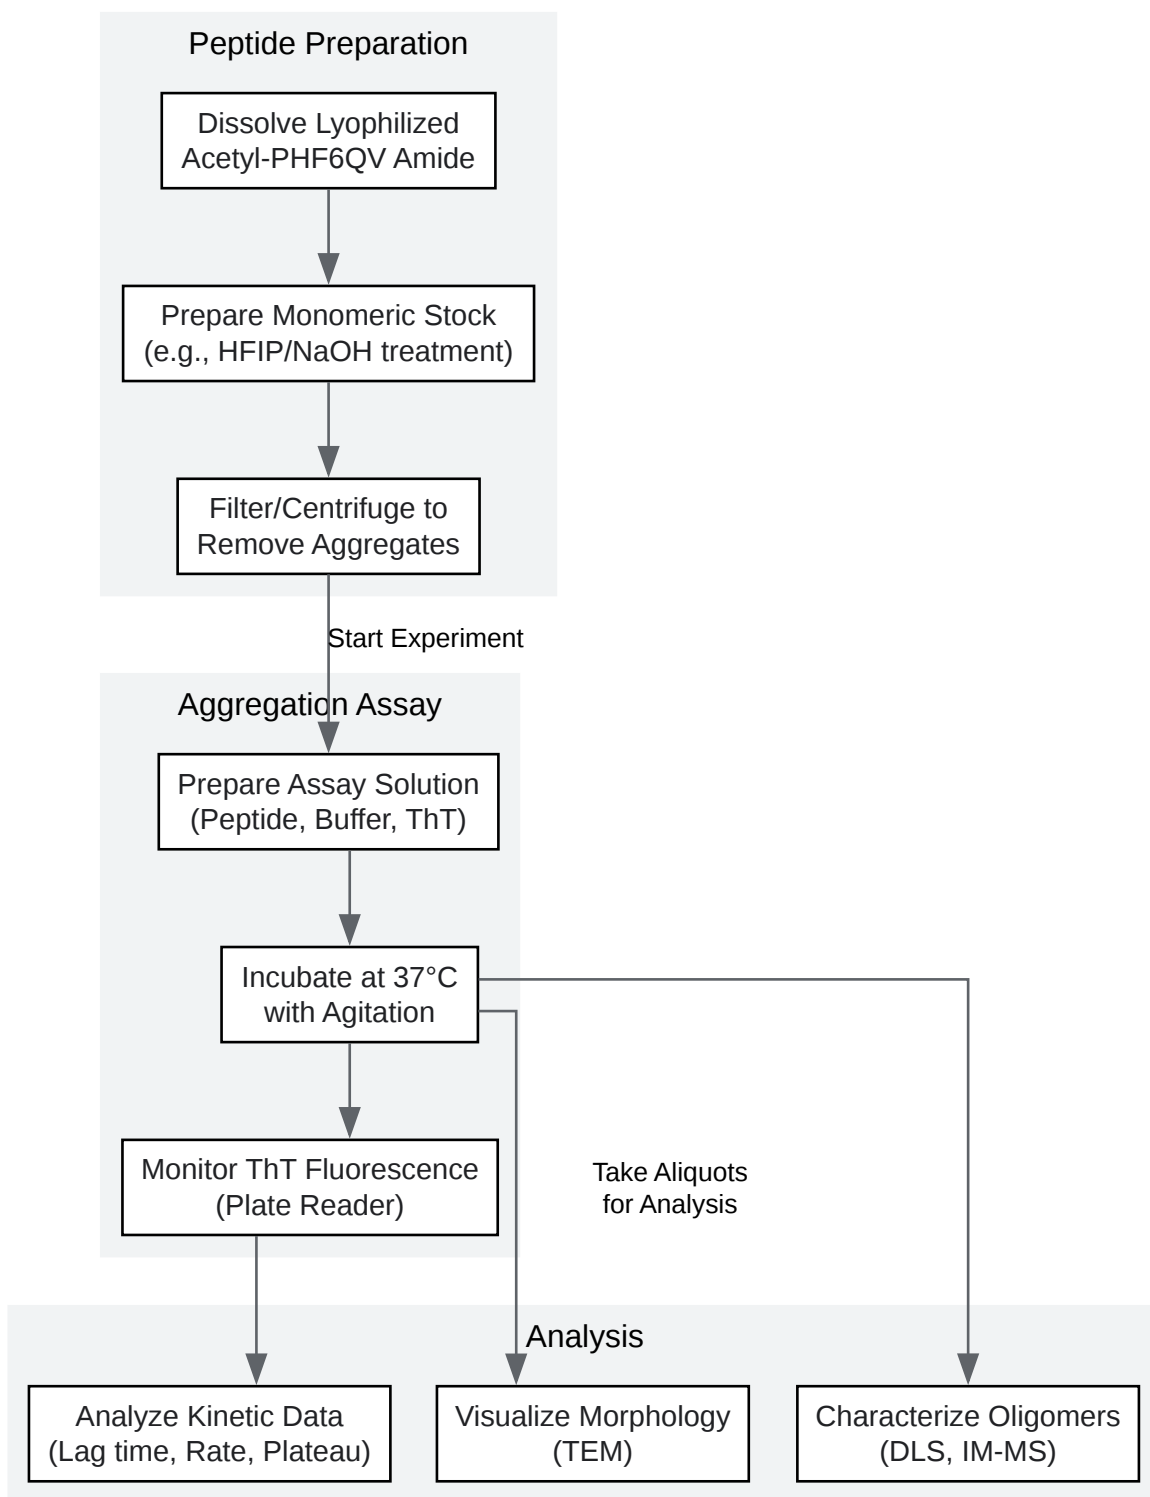 Peptide Preparation
Dissolve Lyophilized
Acetyl-PHF6QV Amide
Prepare Monomeric Stock
(e.g., HFIP/NaOH treatment)
Filter/Centrifuge to
Remove Aggregates
Start Experiment
Aggregation Assay
Prepare Assay Solution
(Peptide, Buffer, ThT)
Incubate at 37°C
with Agitation
Monitor ThT Fluorescence
(Plate Reader)
Take Aliquots
for Analysis
Analysis
Analyze Kinetic Data
(Lag time, Rate, Plateau)
Visualize Morphology
(TEM)
Characterize Oligomers
(DLS, IM-MS)